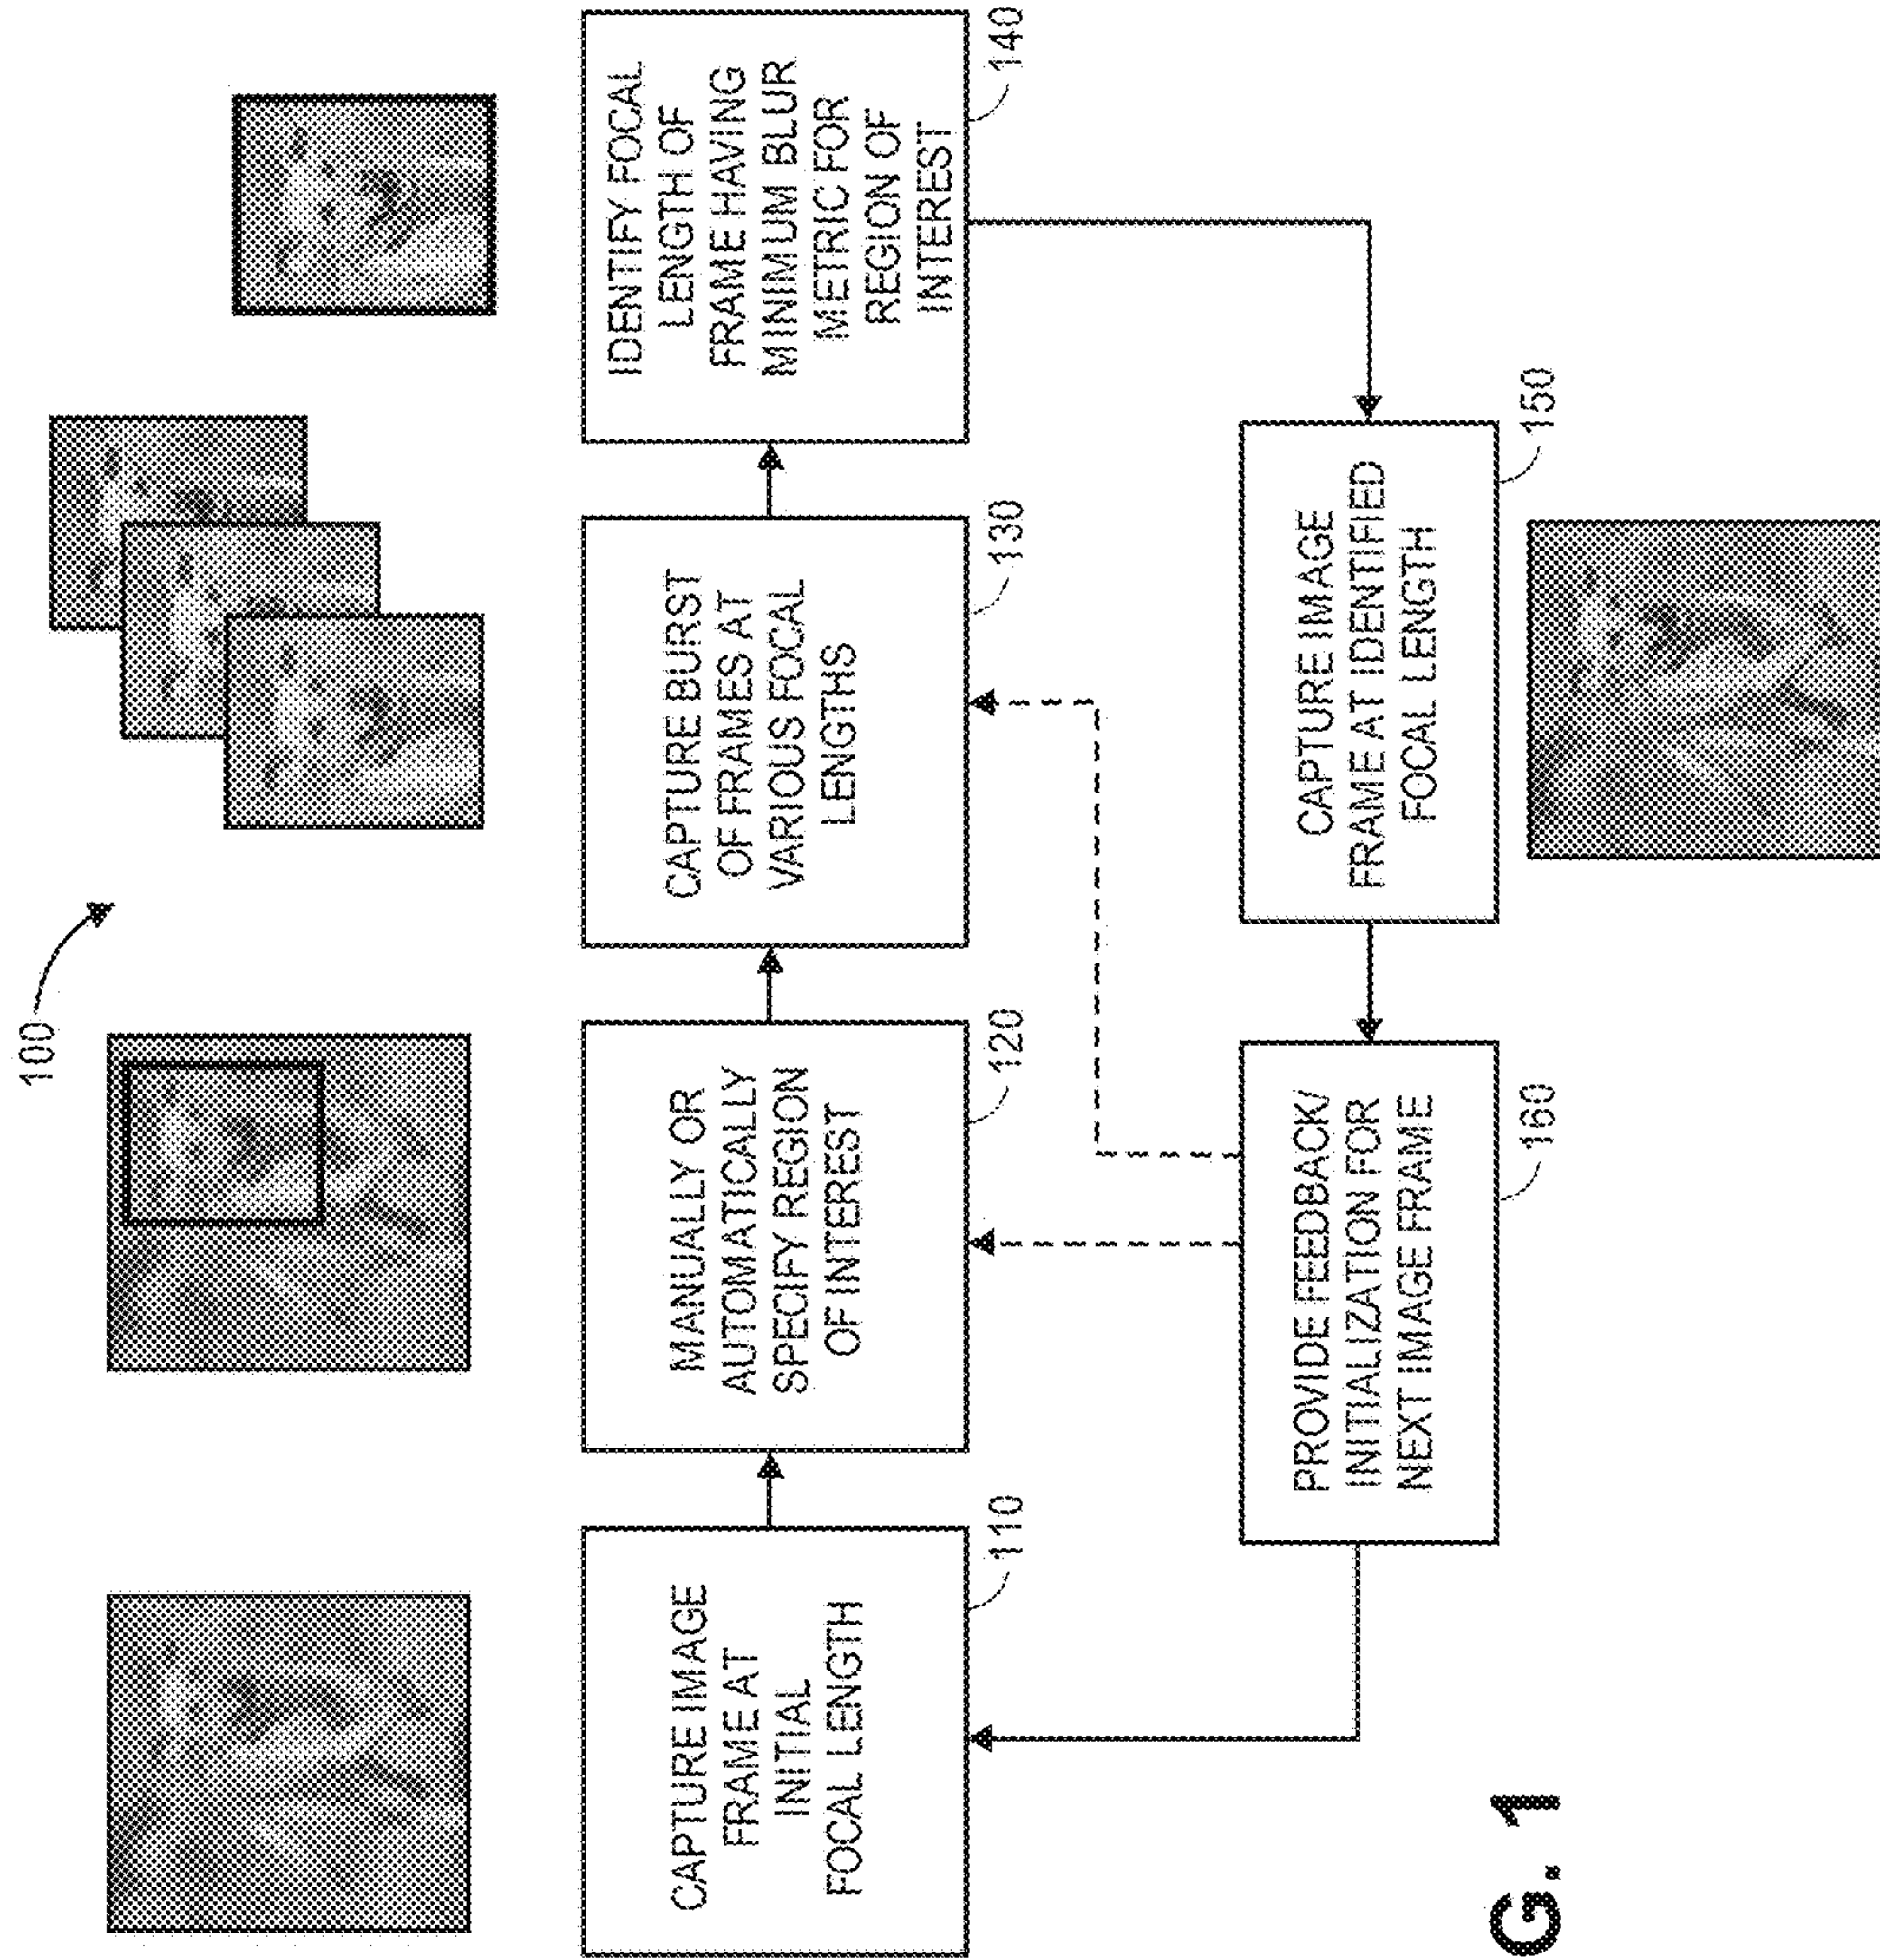 100
CAPTURE IMAGE
FRAME AT
INITIAL
FOCAL LENGTH
110
MANUALLY OR
AUTOMATICALLY
SPECIFY REGION
OF INTEREST
120
CAPTURE BURST
OF FRAMES AT
VARIOUS FOCAL
LENGTHS
130
IDENTIFY FOCAL
LENGTH OF
FRAME HAVING
MINIMUM BLUR
METRIC FOR
REGION OF
INTEREST
140
PROVIDE FEEDBACK/
INITIALIZATION FOR
NEXT IMAGE FRAME
160
CAPTURE IMAGE
FRAME AT IDENTIFIED
FOCAL LENGTH
150
G. 1